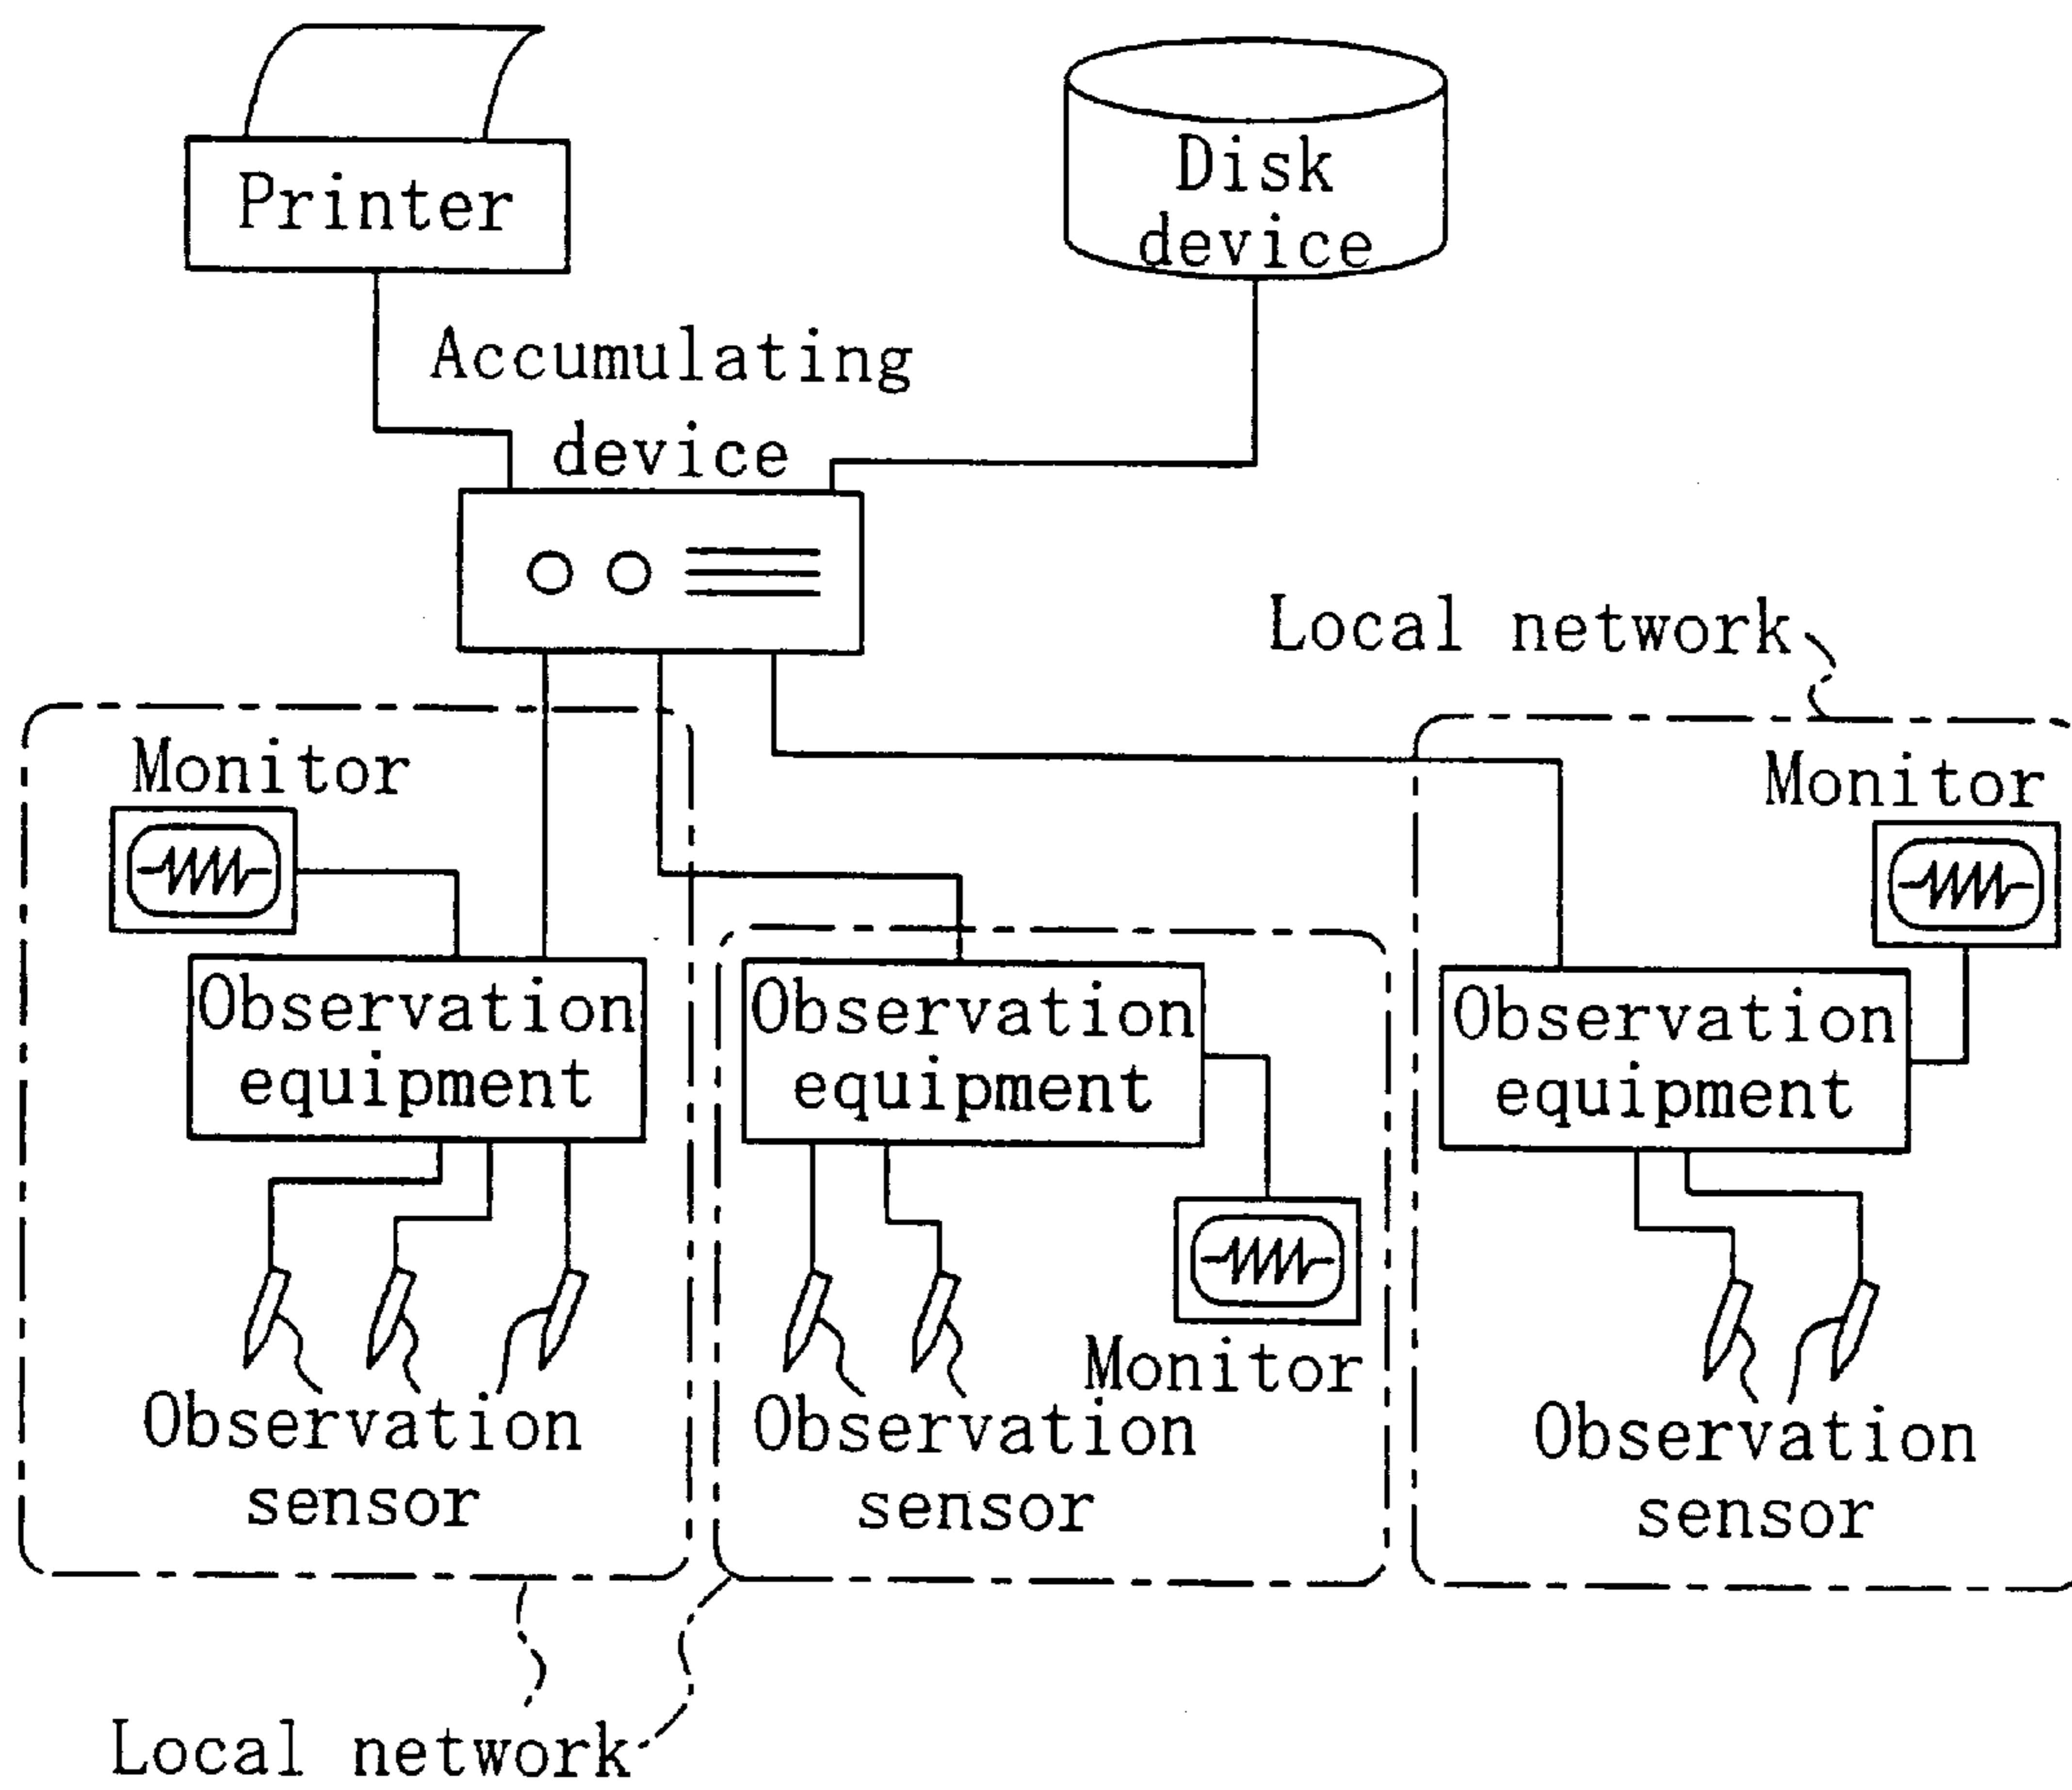 Printer
Disk
device
Accumulating
device
Local network
Monitor
Monitor
Observation
equipment
Observation
equipment
Observation
equipment
Monitor
Observation
sensor
Observation
sensor
Observation
sensor
Local network